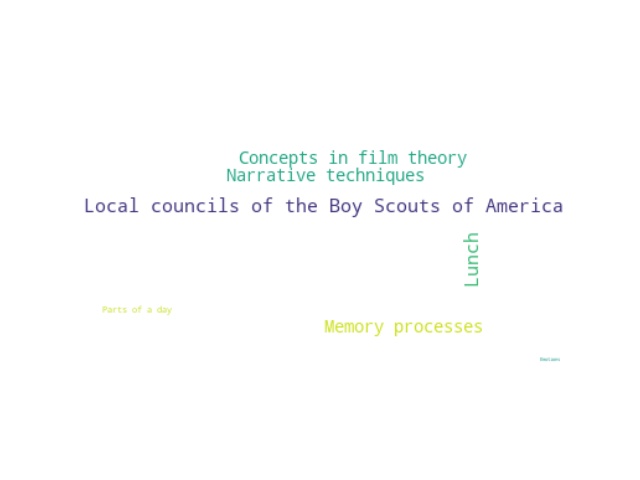 Concepts in film theory
Narrative techniques
Local councils of the Boy Scouts of America
Lunch
Parts of a day
Memory processes